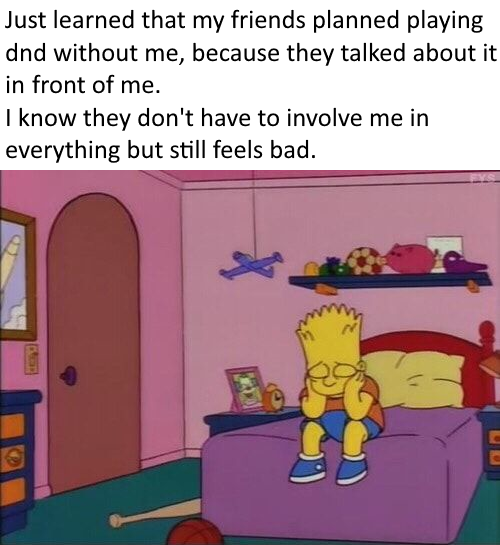 Just learned that my friends planned playing
dnd without me, because they talked about it
in front of me.
I know they don't have to involve me in
everything but still feels bad.